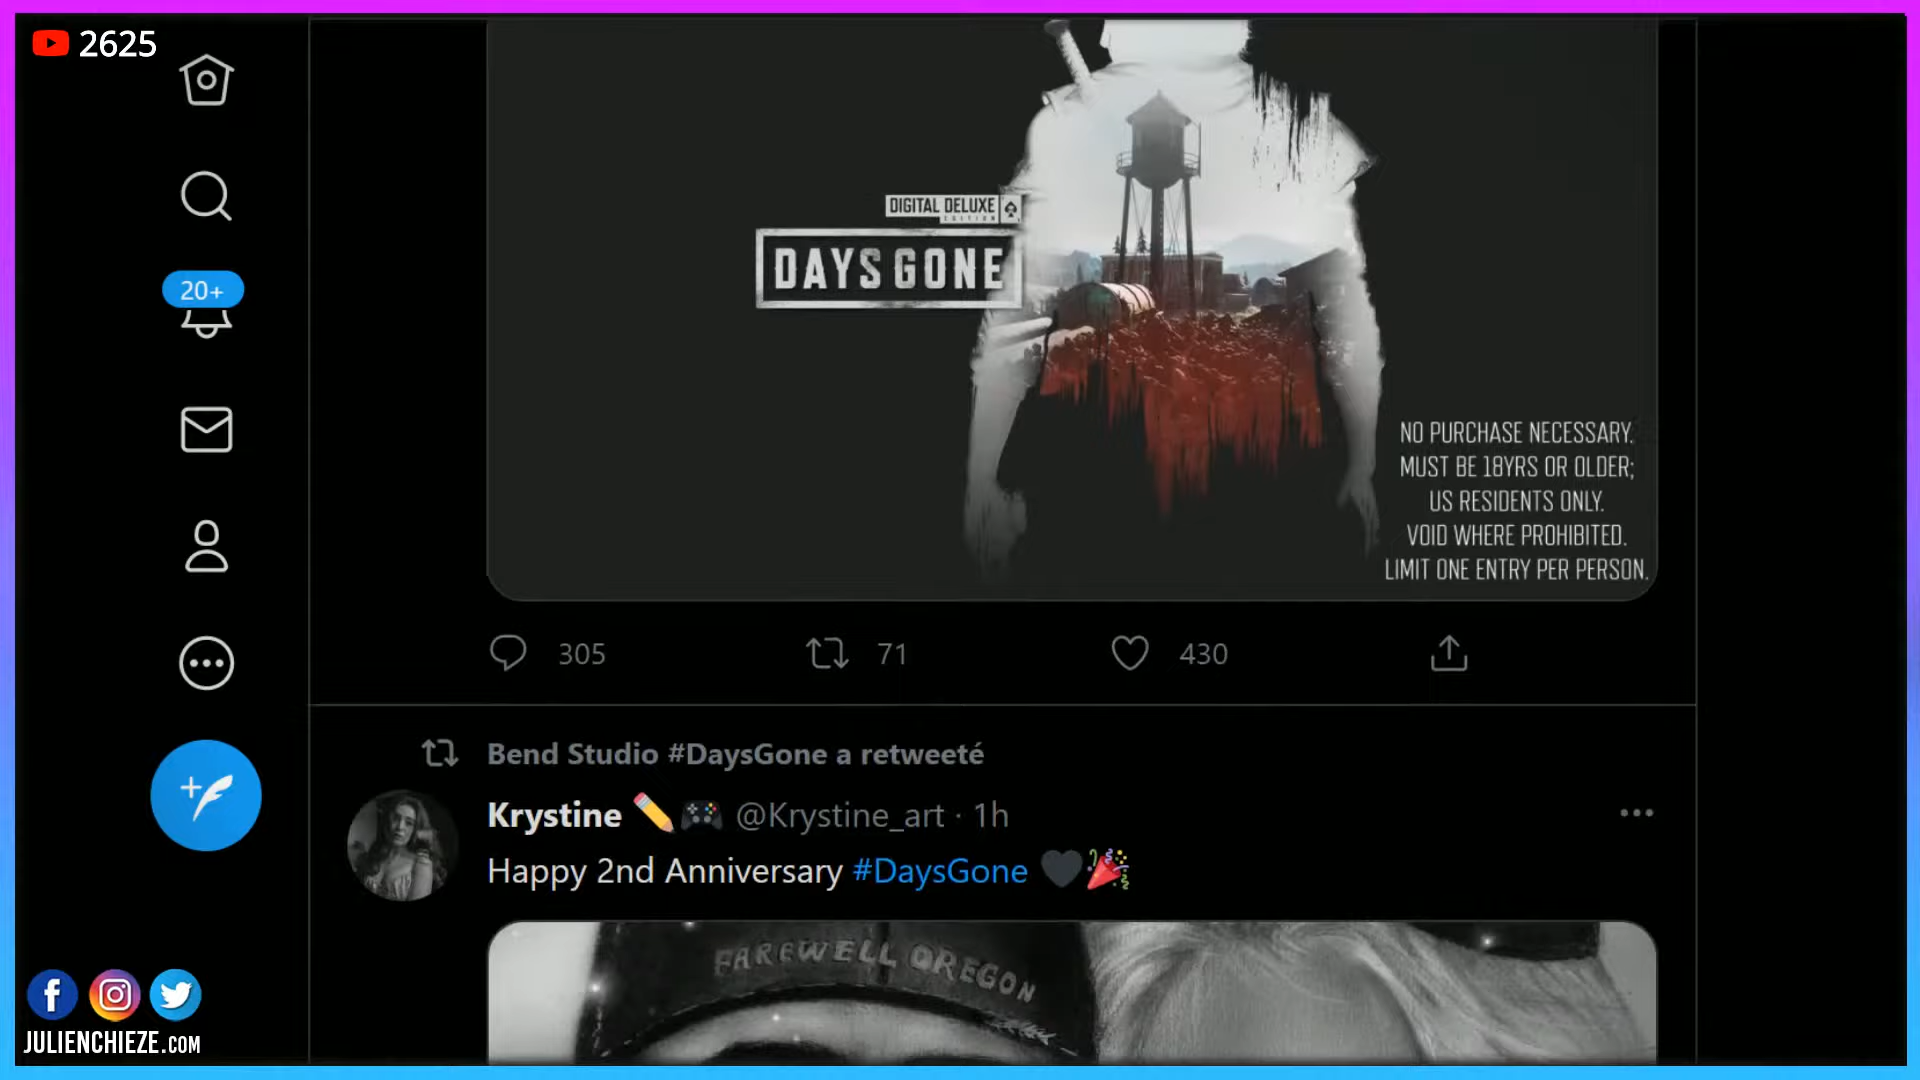 2625
DIGITAL DELUXE
EDITION
DAYS GONE
20+
NO PURCHASE NECESSARY.
MUST BE 18YRS OR OLDER;
US RESIDENTS ONLY.
VOID WHERE PROHIBITED.
LIMIT ONE ENTRY PER PERSON.
305 71 430
Bend Studio #DaysGone a retweeté
Krystine ✏️🎮 @Krystine_art · 1h
Happy 2nd Anniversary #DaysGone 🖤🎉
FAREWELL OREGON
JULIENCHIEZE.COM